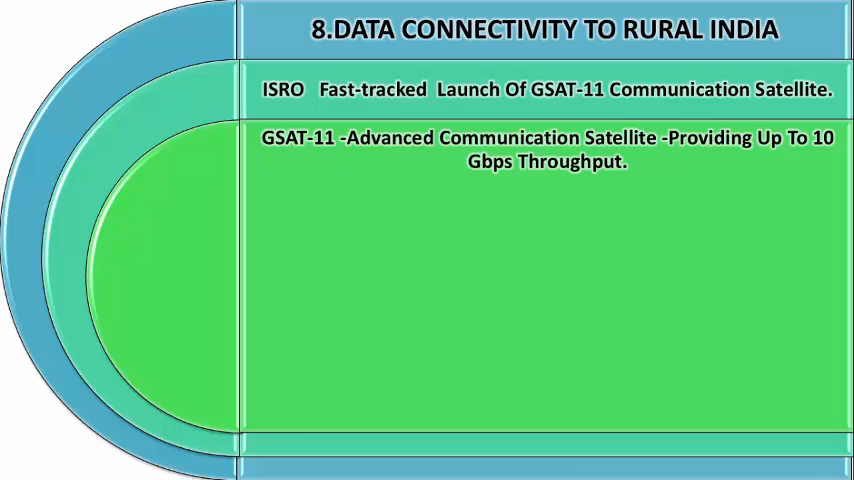 8.DATA CONNECTIVITY TO RURAL INDIA
ISRO Fast-tracked Launch Of GSAT-11 Communication Satellite.
GSAT-11 -Advanced Communication Satellite -Providing Up To 10
Gbps Throughput.